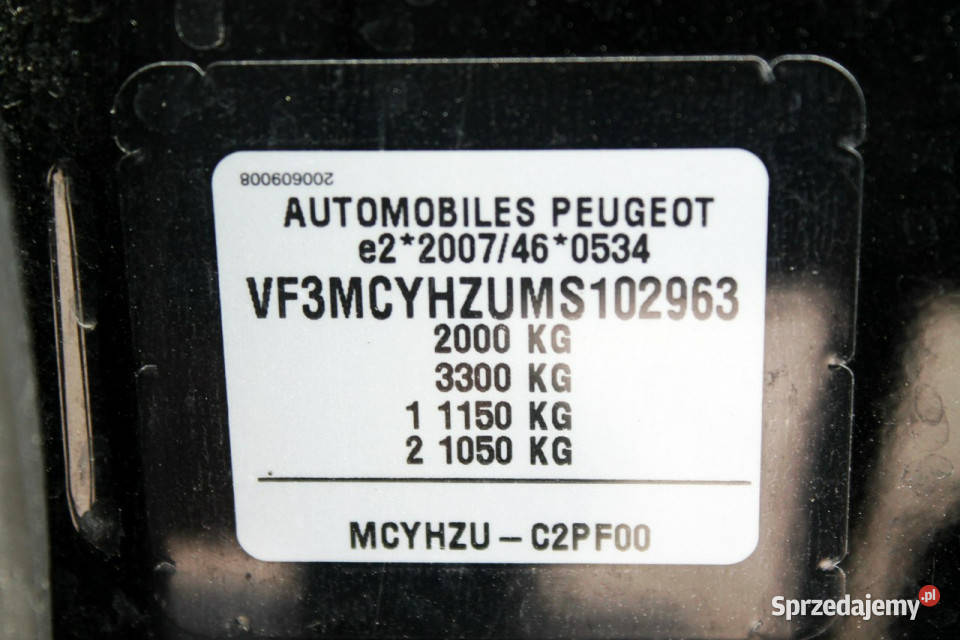 200609008
AUTOMOBILES PEUGEOT
e2*2007/46*0534
VF3MCYHZUMS102963
2000 KG
3300 KG
1 1150 KG
2 1050 KG
MCYHZU – C2PF00
Sprzedajemy.pl